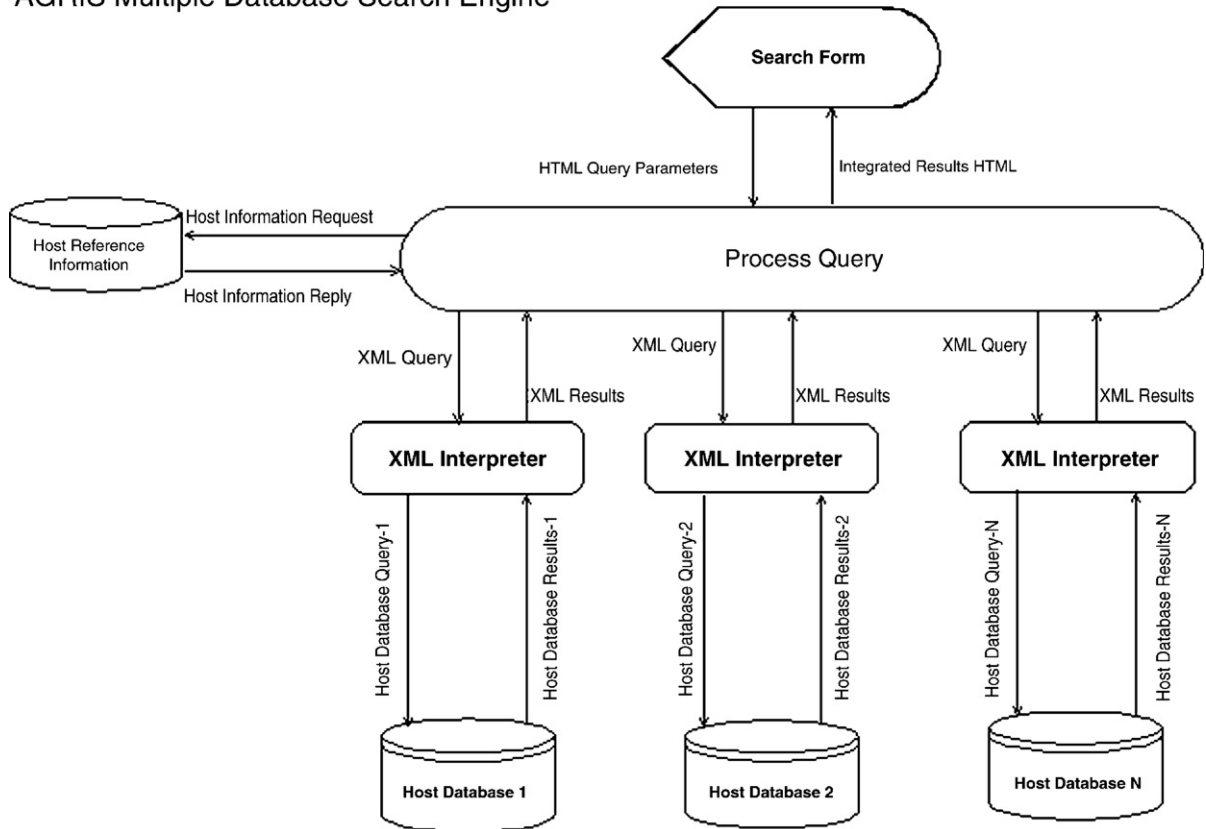 AGRIS Multiple Database Search Engine
Search Form
HTML Query Parameters
Integrated Results HTML
Host Information Request
Host Reference
Information
Process Query
Host Information Reply
XML Query
XML Results
XML Query
XML Results
XML Query
XML Results
XML Interpreter
XML Interpreter
XML Interpreter
Host Database Query-1
Host Database Results-1
Host Database Query-2
Host Database Results-2
Host Database Query-N
Host Database Results-N
Host Database 1
Host Database 2
Host Database N